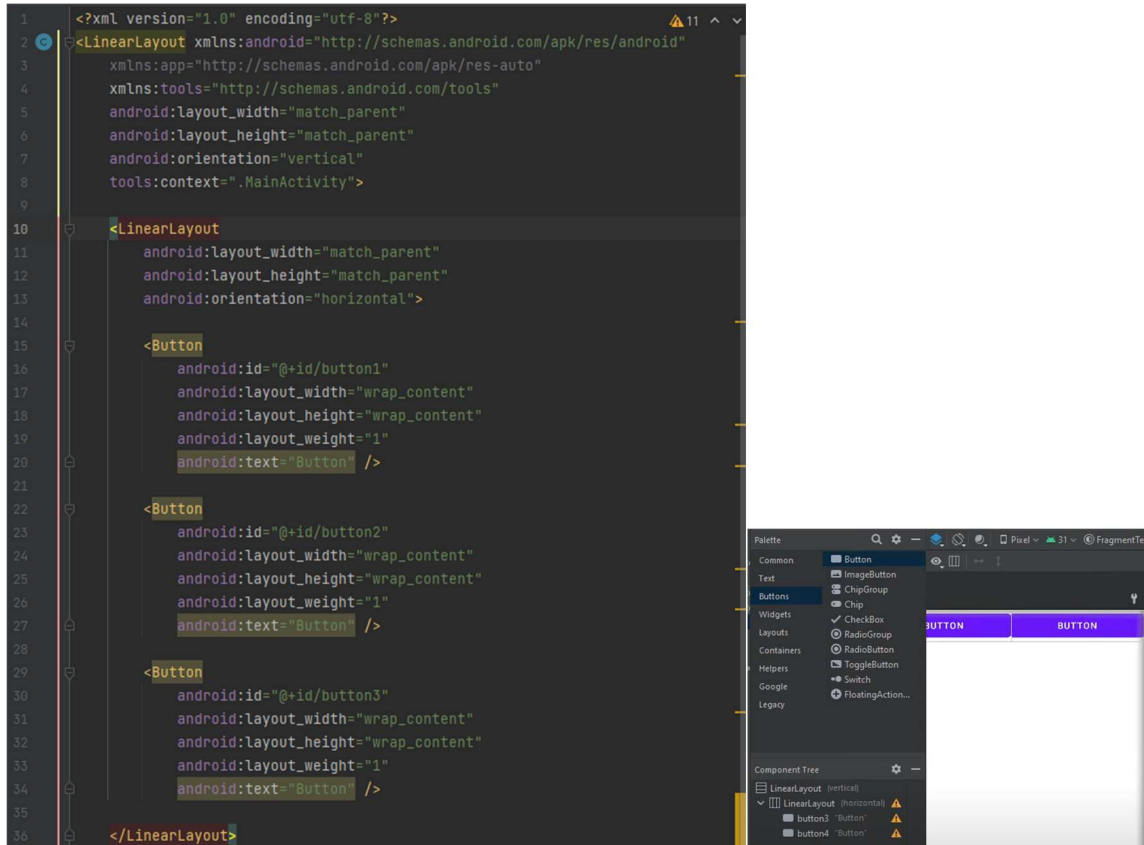 1 <?xml version="1.0" encoding="utf-8"?> 11
2 <LinearLayout xmlns:android="http://schemas.android.com/apk/res/android"
3 xmlns:app="http://schemas.android.com/apk/res-auto"
4 xmlns:tools="http://schemas.android.com/tools"
5 android:layout_width="match_parent"
6 android:layout_height="match_parent"
7 android:orientation="vertical"
8 tools:context=".MainActivity">
9
10 <LinearLayout
11 android:layout_width="match_parent"
12 android:layout_height="match_parent"
13 android:orientation="horizontal">
14
15 <Button
16 android:id="@+id/button1"
17 android:layout_width="wrap_content"
18 android:layout_height="wrap_content"
19 android:layout_weight="1"
20 android:text="Button" />
21
22 <Button
23 android:id="@+id/button2"
24 android:layout_width="wrap_content"
25 android:layout_height="wrap_content"
26 android:layout_weight="1"
27 android:text="Button" />
28
29 <Button
30 android:id="@+id/button3"
31 android:layout_width="wrap_content"
32 android:layout_height="wrap_content"
33 android:layout_weight="1"
34 android:text="Button" />
35
36 </LinearLayout>
Palette
Common
Text
Buttons
Widgets
Layouts
Containers
Helpers
Google
Legacy
Button
ImageButton
ChipGroup
Chip
CheckBox
RadioGroup
RadioButton
ToggleButton
Switch
FloatingAction...
Pixel 31 FragmentTe
BUTTON BUTTON
Component Tree
LinearLayout (vertical)
LinearLayout (horizontal)
button3 "Button"
button4 "Button"